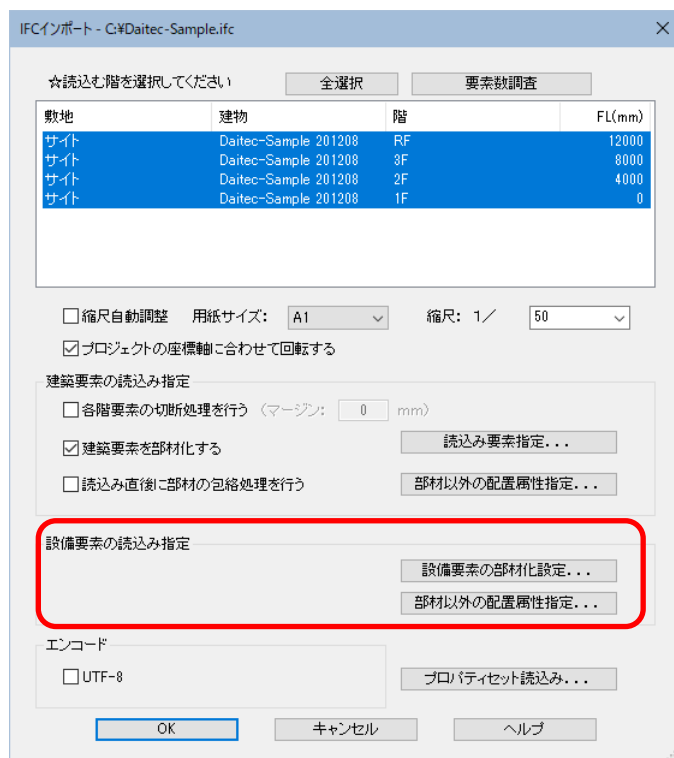 IFCインポート - C:¥Daitec-Sample.ifc
☆読込む階を選択してください 全選択 要素数調査
敷地 建物 階 FL(mm)
サイト Daitec-Sample 201208 RF 12000
サイト Daitec-Sample 201208 3F 8000
サイト Daitec-Sample 201208 2F 4000
サイト Daitec-Sample 201208 1F 0
縮尺自動調整 用紙サイズ: A1 縮尺: 1/ 50
プロジェクトの座標軸に合わせて回転する
建築要素の読込み指定
各階要素の切断処理を行う (マージン: 0 mm)
建築要素を部材化する 読込み要素指定...
読込み直後に部材の包絡処理を行う 部材以外の配置属性指定...
設備要素の読込み指定
設備要素の部材化設定...
部材以外の配置属性指定...
エンコード
UTF-8 プロパティセット読込み...
OK キャンセル ヘルプ